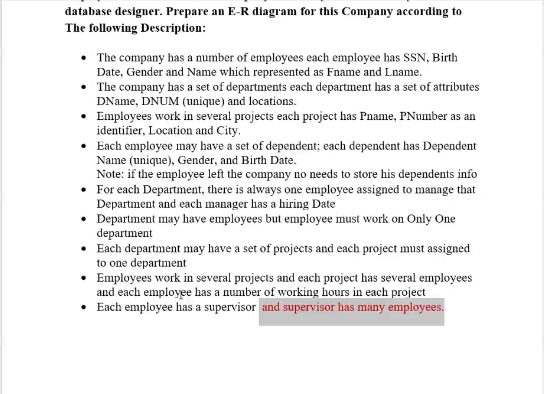 database designer. Prepare an E-R diagram for this Company according to
The following Description:
• The company has a number of employees each employee has SSN, Birth
Date, Gender and Name which represented as Fname and Lname.
• The company has a set of departments each department has a set of attributes
DName, DNUM (unique) and locations.
• Employees work in several projects each project has Pname, PNumber as an
identifier, Location and City.
• Each employee may have a set of dependent; each dependent has Dependent
Name (unique), Gender, and Birth Date.
Note: if the employee left the company no needs to store his dependents info
• For each Department, there is always one employee assigned to manage that
Department and each manager has a hiring Date
• Department may have employees but employee must work on Only One
department
• Each department may have a set of projects and each project must assigned
to one department
• Employees work in several projects and each project has several employees
and each employee has a number of working hours in each project
• Each employee has a supervisor and supervisor has many employees.